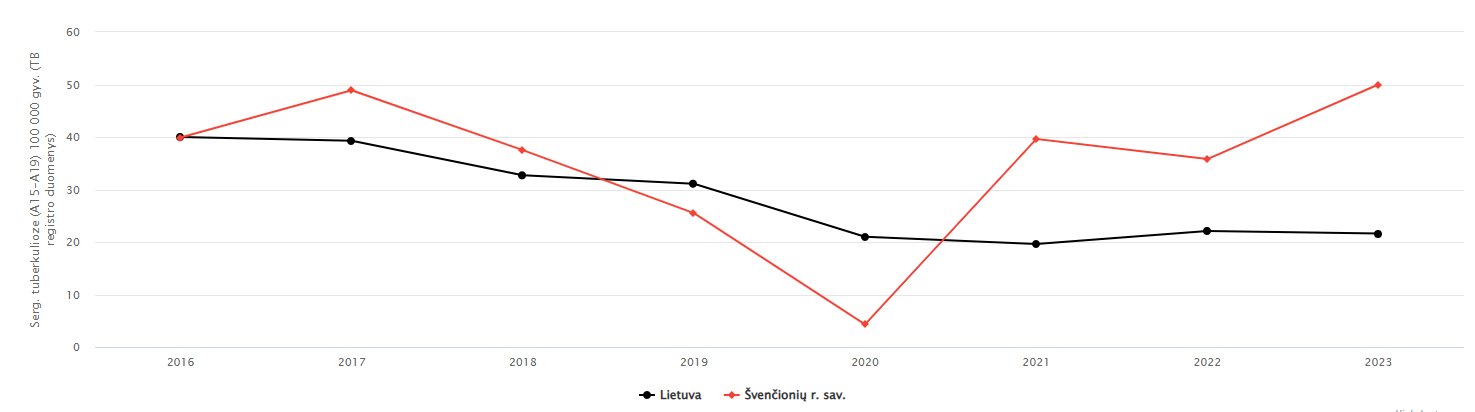 60
50
40
30
20
10
0
Serg. tuberkulioze (A15–A19) 100 000 gyv. (TB
registro duomenys)
2016 2017 2018 2019 2020 2021 2022 2023
Lietuva Švenčionių r. sav.